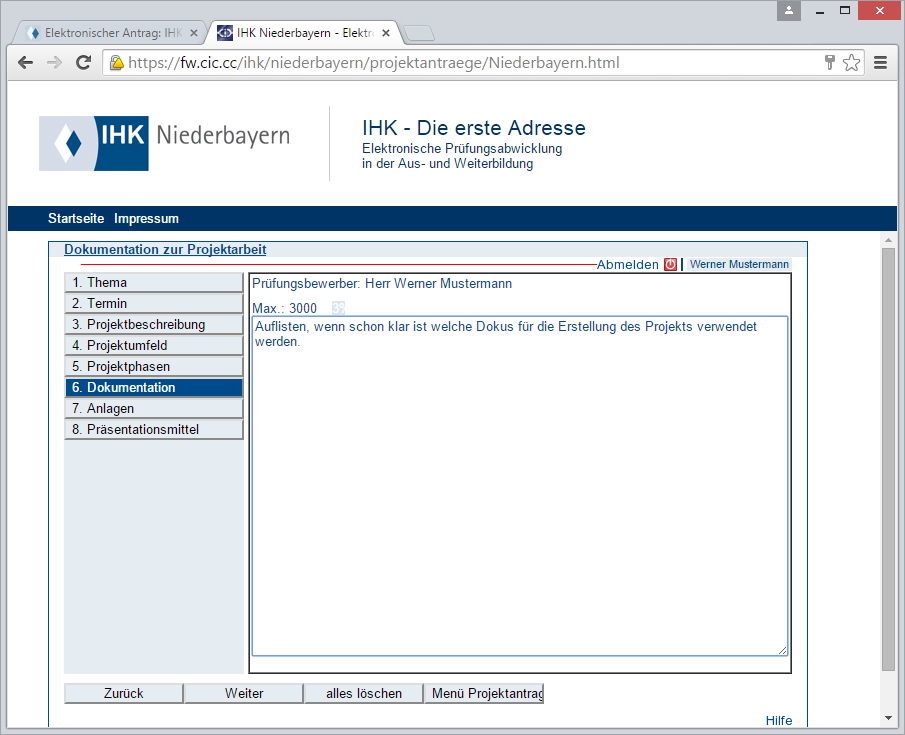 Elektronischer Antrag: IHK
IHK Niederbayern - Elektr
https://fw.cic.cc/ihk/niederbayern/projektantraege/Niederbayern.html
IHK Niederbayern
IHK - Die erste Adresse
Elektronische Prüfungsabwicklung
in der Aus- und Weiterbildung
Startseite Impressum
Dokumentation zur Projektarbeit
Abmelden Werner Mustermann
1. Thema
2. Termin
3. Projektbeschreibung
4. Projektumfeld
5. Projektphasen
6. Dokumentation
7. Anlagen
8. Präsentationsmittel
Prüfungsbewerber: Herr Werner Mustermann
Max.: 3000
Auflisten, wenn schon klar ist welche Dokus für die Erstellung des Projekts verwendet
werden.
Zurück Weiter alles löschen Menü Projektantrag
Hilfe